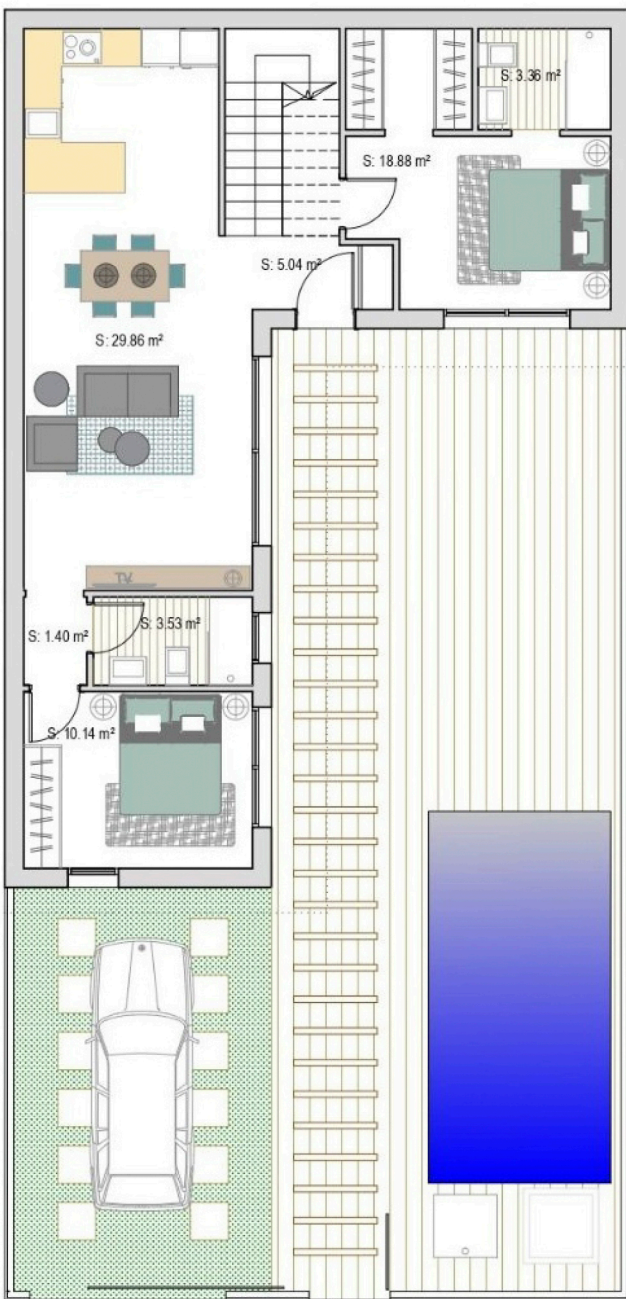 S: 3.36 m²
S: 18.88 m²
S: 5.04 m²
S: 29.86 m²
TV
S: 1.40 m²
S: 3.53 m²
S: 10.14 m²